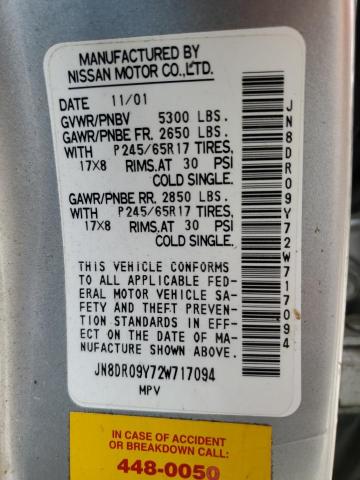 MANUFACTURED BY
NISSAN MOTOR CO.,LTD.
DATE 11/01
GVWR/PNBV 5300 LBS.
GAWR/PNBE FR. 2650 LBS.
WITH P245/65R17 TIRES,
17X8 RIMS,AT 30 PSI
COLD SINGLE.
GAWR/PNBE RR. 2850 LBS.
WITH P245/65R17 TIRES,
17X8 RIMS,AT 30 PSI
COLD SINGLE.
THIS VEHICLE CONFORMS
TO ALL APPLICABLE FED-
ERAL MOTOR VEHICLE SA-
FETY AND THEFT PREVENTION
STANDARDS IN EFFECT
ON THE DATE OF MA-
NUFACTURE SHOWN ABOVE.
JN8DR09Y72W717094
MPV
JN8DR09Y72W717094
IN CASE OF ACCIDENT
OR BREAKDOWN CALL
448-0050